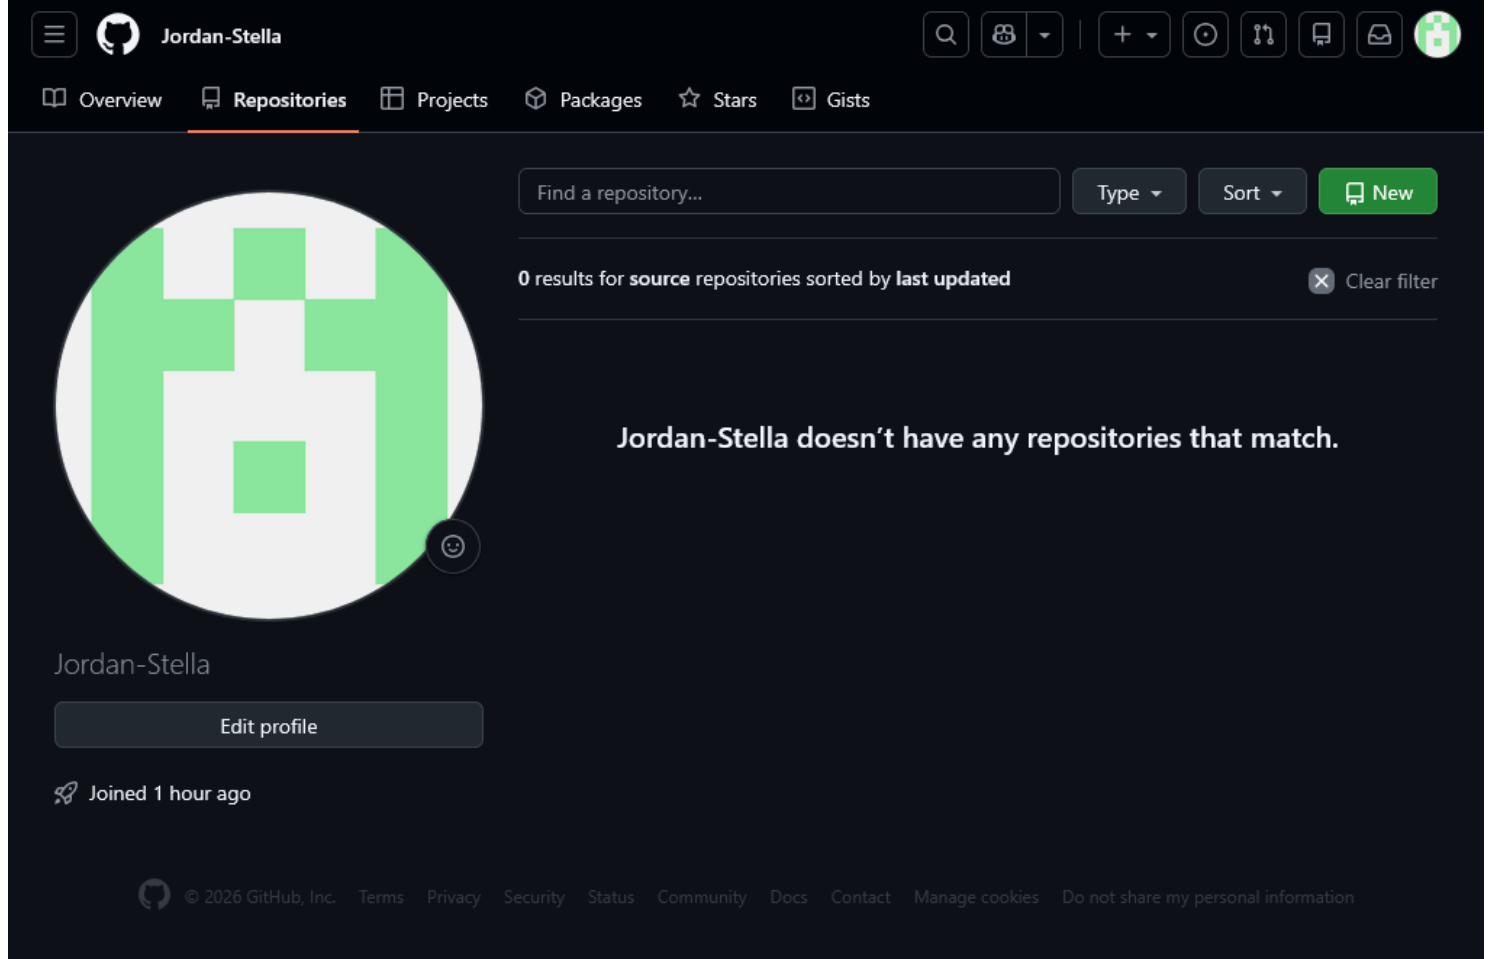 Jordan-Stella
Overview Repositories Projects Packages Stars Gists
Find a repository... Type Sort New
0 results for source repositories sorted by last updated Clear filter
Jordan-Stella doesn’t have any repositories that match.
Jordan-Stella
Edit profile
Joined 1 hour ago
© 2026 GitHub, Inc. Terms Privacy Security Status Community Docs Contact Manage cookies Do not share my personal information